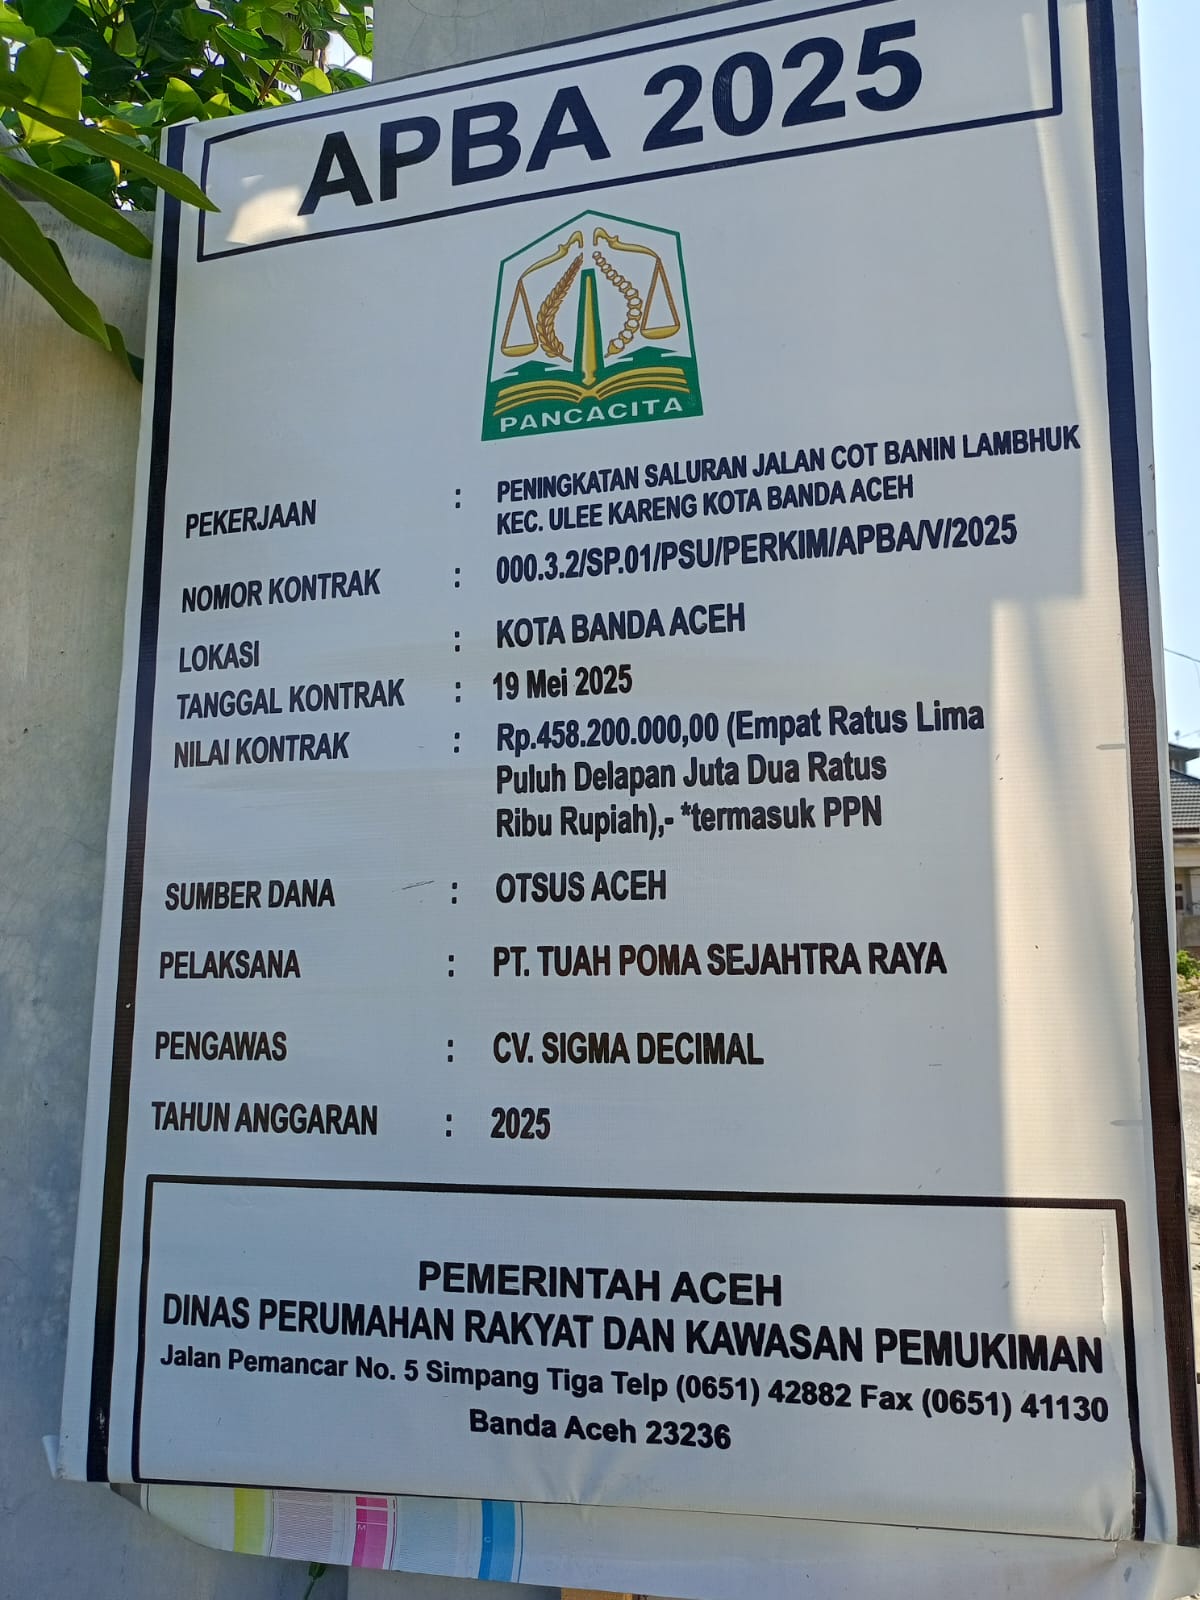 APBA 2025
PANCACITA
PEKERJAAN : PENINGKATAN SALURAN JALAN COT BANIN LAMBHUK
KEC. ULEE KARENG KOTA BANDA ACEH
NOMOR KONTRAK : 000.3.2/SP.01/PSU/PERKIM/APBA/V/2025
LOKASI : KOTA BANDA ACEH
TANGGAL KONTRAK : 19 Mei 2025
NILAI KONTRAK : Rp.458.200.000,00 (Empat Ratus Lima
Puluh Delapan Juta Dua Ratus
Ribu Rupiah),- *termasuk PPN
SUMBER DANA : OTSUS ACEH
PELAKSANA : PT. TUAH POMA SEJAHTRA RAYA
PENGAWAS : CV. SIGMA DECIMAL
TAHUN ANGGARAN : 2025
PEMERINTAH ACEH
DINAS PERUMAHAN RAKYAT DAN KAWASAN PEMUKIMAN
Jalan Pemancar No. 5 Simpang Tiga Telp (0651) 42882 Fax (0651) 41130
Banda Aceh 23236
M
C